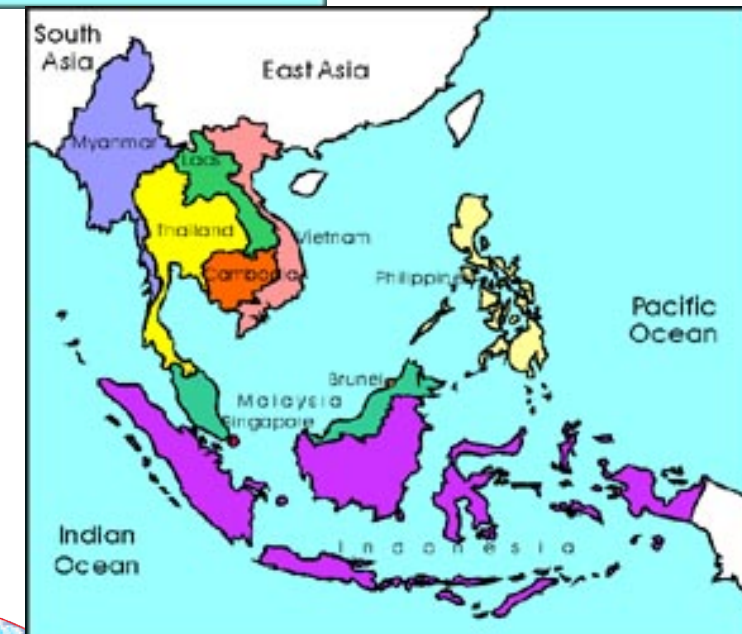 South
Asia
East Asia
Myanmar
Laos
Thailand
Vietnam
Cambodia
Philippines
Pacific
Ocean
Brunei
Malaysia
Singapore
Indian
Ocean
Indonesia